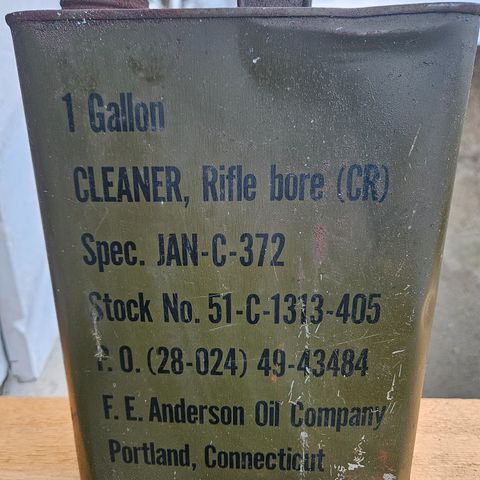 1 Gallon
CLEANER, Rifle bore (CR)
Spec. JAN-C-372
Stock No. 51-C-1313-405
P. O. (28-024) 49-43484
F. E. Anderson Oil Company
Portland, Connecticut